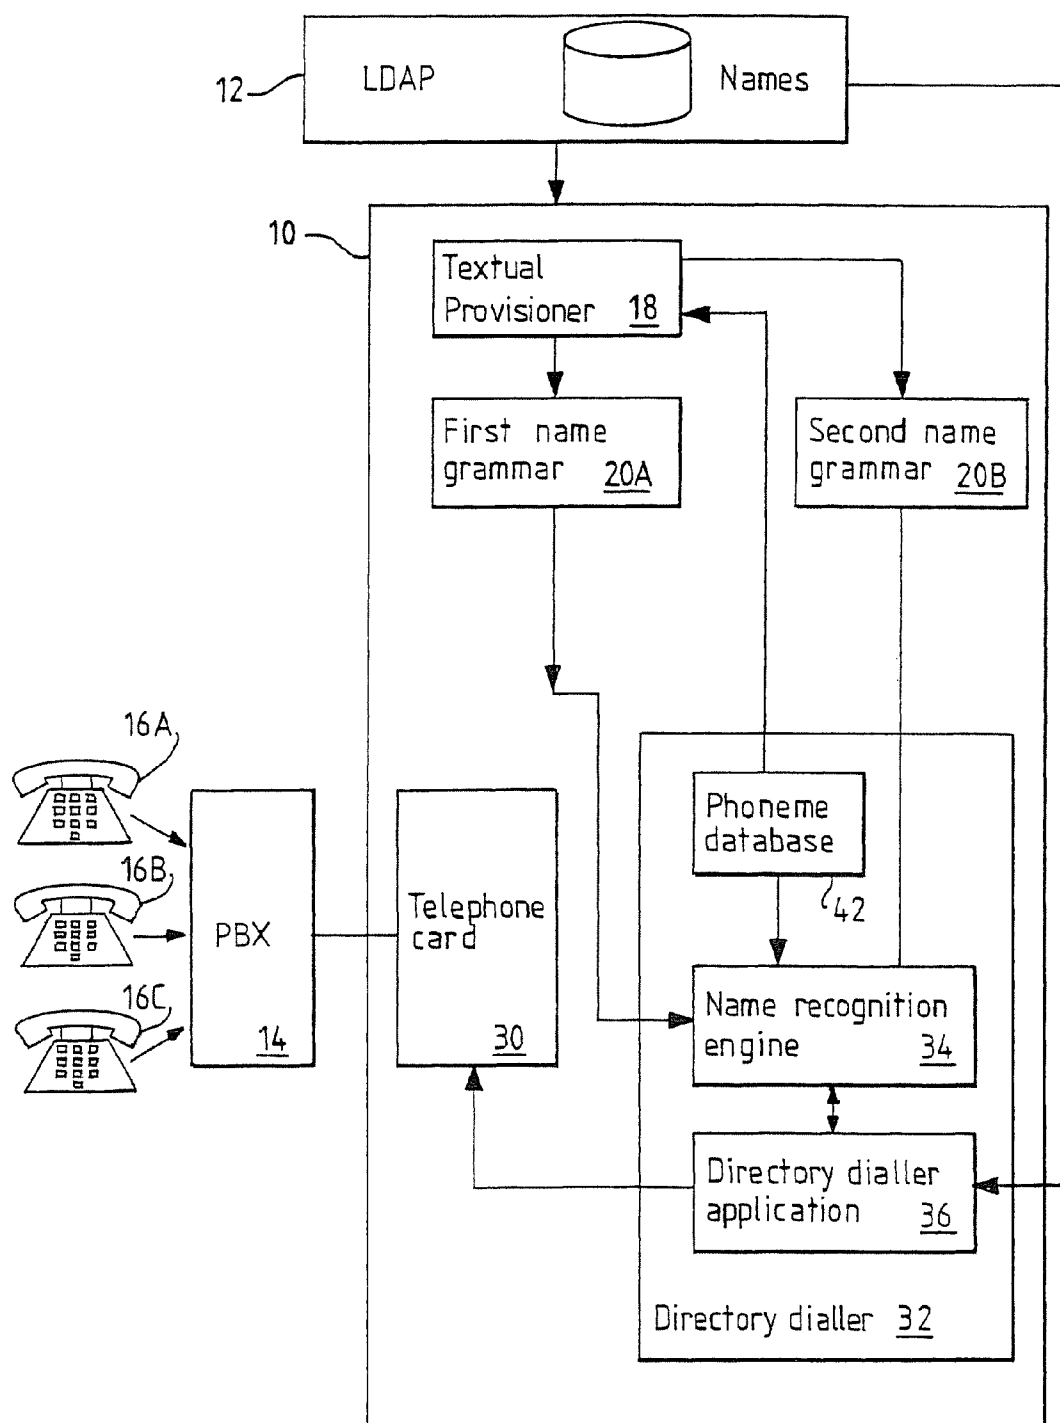 12
LDAP
Names
10
Textual
Provisioner 18
First name
grammar 20A
Second name
grammar 20B
16A
16B
16C
PBX
14
Telephone
card
30
Phoneme
database
42
Name recognition
engine 34
Directory dialler
application 36
Directory dialler 32